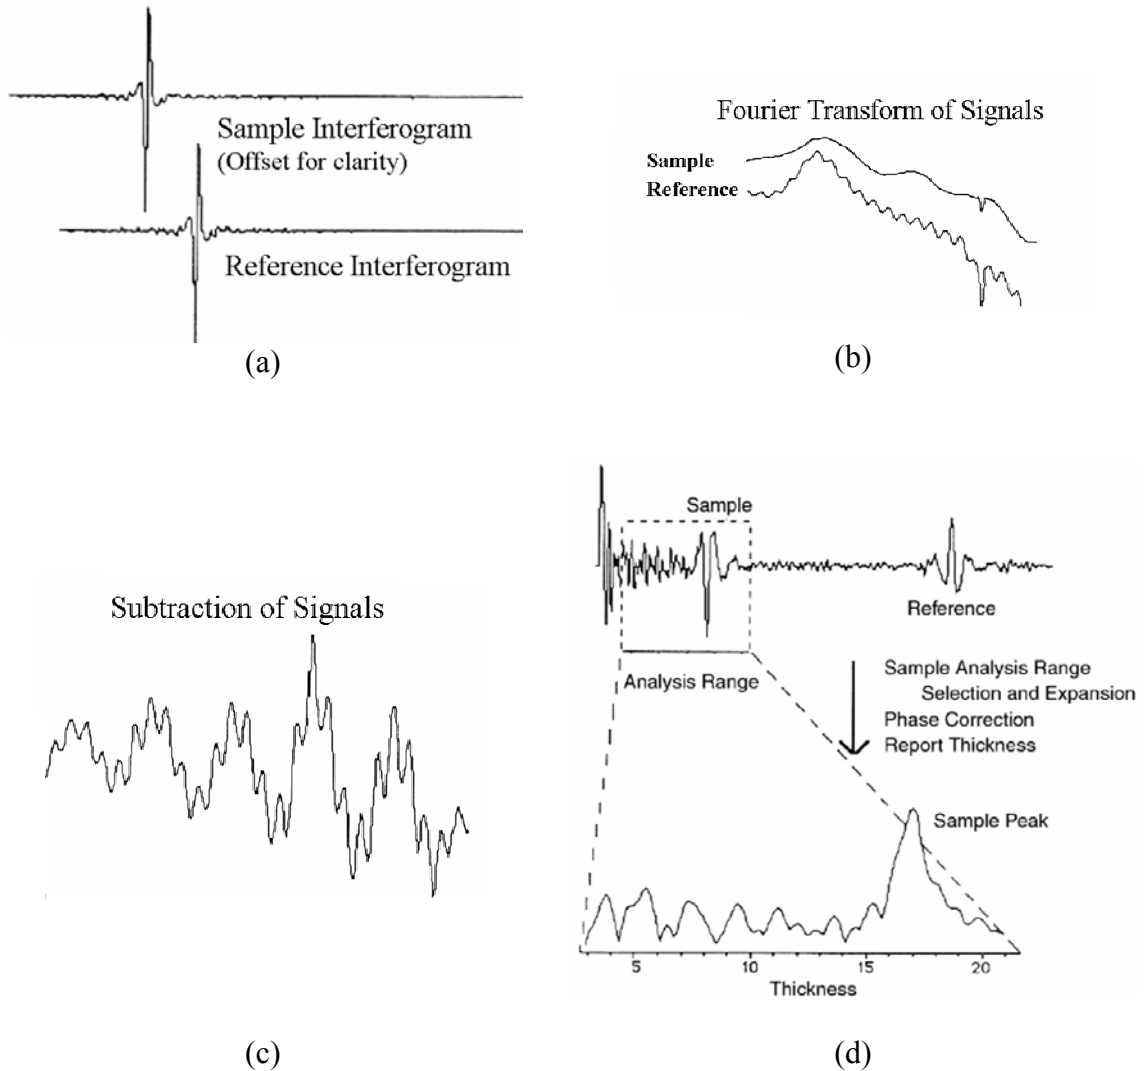 Sample Interferogram
(Offset for clarity)
Reference Interferogram
(a)
Fourier Transform of Signals
Sample
Reference
(b)
Subtraction of Signals
(c)
Sample
Reference
Analysis Range
Sample Analysis Range
Selection and Expansion
Phase Correction
Report Thickness
Sample Peak
5 10 15 20
Thickness
(d)